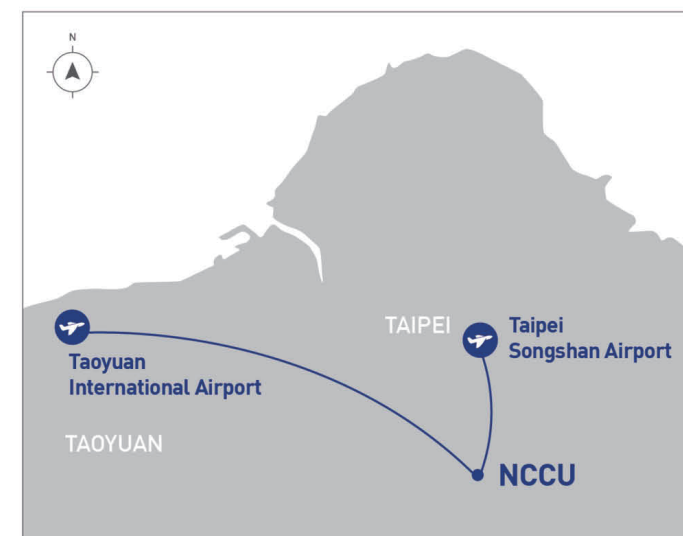 N
TAIPEI
Taipei
Songshan Airport
Taoyuan
International Airport
TAOYUAN
NCCU